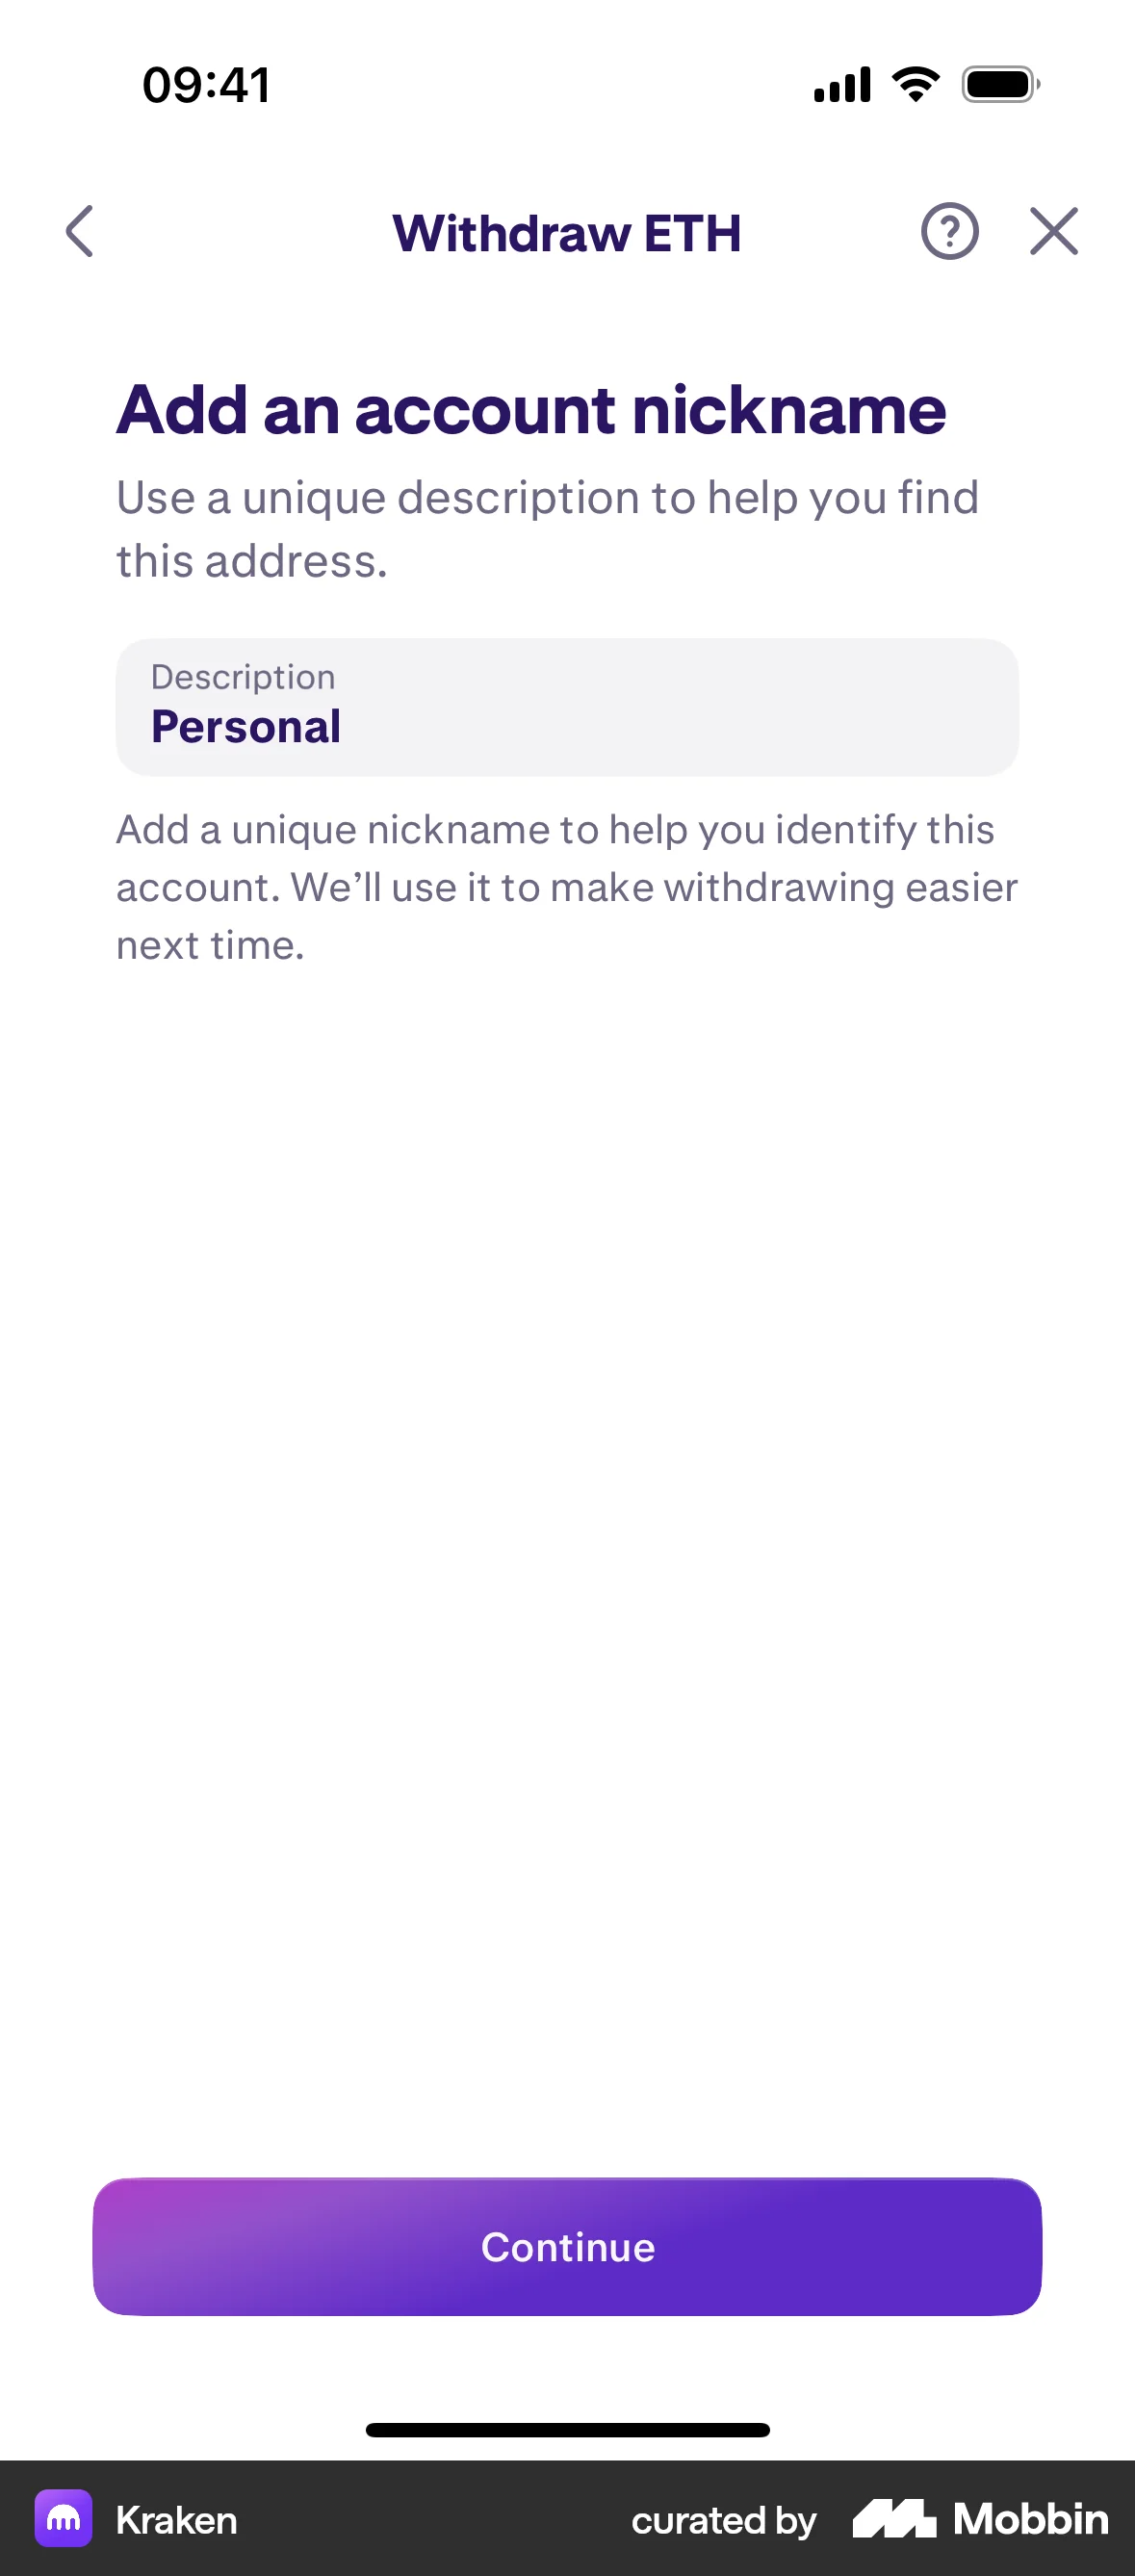 09:41
Withdraw ETH
Add an account nickname
Use a unique description to help you find
this address.
Description
Personal
Add a unique nickname to help you identify this
account. We’ll use it to make withdrawing easier
next time.
Continue
Kraken
curated by Mobbin